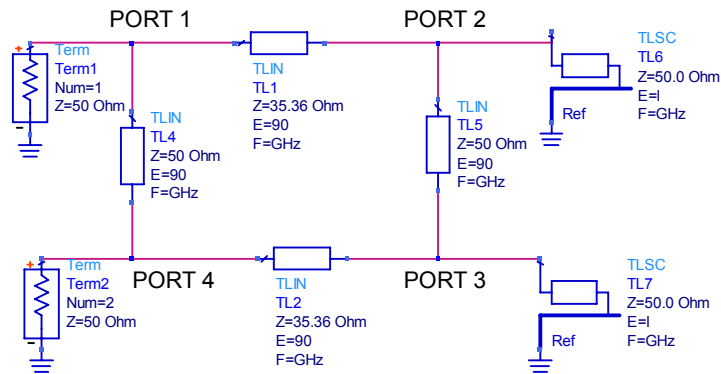 PORT 1
PORT 2
Term
Term1
Num=1
Z=50 Ohm
TLIN
TL1
Z=35.36 Ohm
E=90
F=GHz
TLSC
TL6
Z=50.0 Ohm
E=l
F=GHz
Ref
TLIN
TL4
Z=50 Ohm
E=90
F=GHz
TLIN
TL5
Z=50 Ohm
E=90
F=GHz
Term
Term2
Num=2
Z=50 Ohm
PORT 4
PORT 3
TLIN
TL2
Z=35.36 Ohm
E=90
F=GHz
TLSC
TL7
Z=50.0 Ohm
E=l
F=GHz
Ref